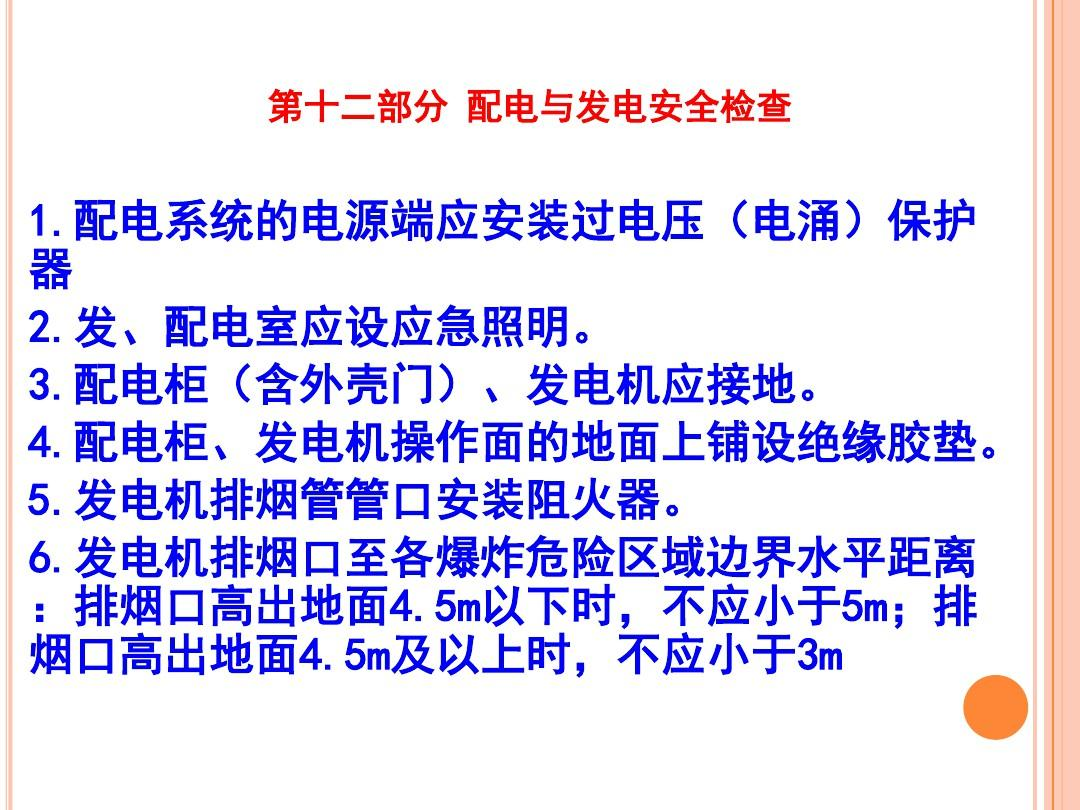 第十二部分 配电与发电安全检查
1.配电系统的电源端应安装过电压（电涌）保护
器
2.发、配电室应设应急照明。
3.配电柜（含外壳门）、发电机应接地。
4.配电柜、发电机操作面的地面上铺设绝缘胶垫。
5.发电机排烟管管口安装阻火器。
6.发电机排烟口至各爆炸危险区域边界水平距离
：排烟口高出地面4.5m以下时，不应小于5m；排
烟口高出地面4.5m及以上时，不应小于3m